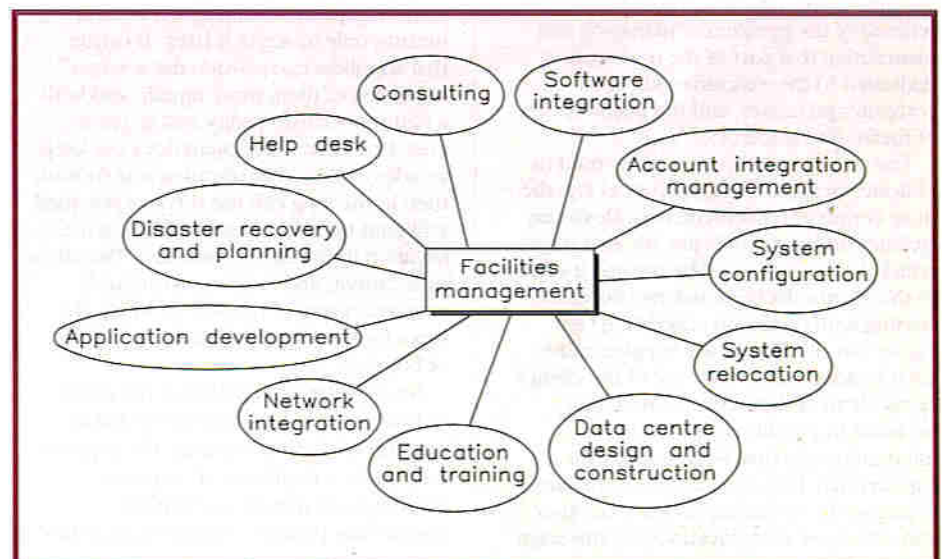 Consulting
Software
integration
Help desk
Account integration
management
Disaster recovery
and planning
Facilities
management
System
configuration
Application development
System
relocation
Network
integration
Education
and training
Data centre
design and
construction